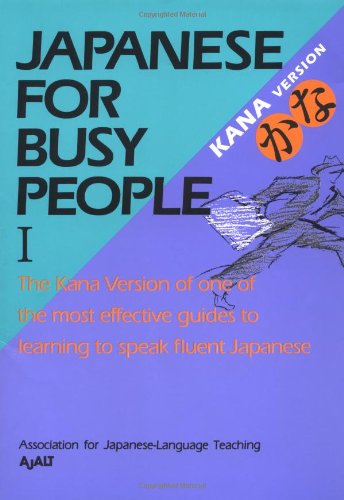 JAPANESE
FOR
BUSY
PEOPLE
I
KANA VERSION
かな
The Kana Version of one of
the most effective guides to
learning to speak fluent Japanese
Association for Japanese-Language Teaching
AJALT